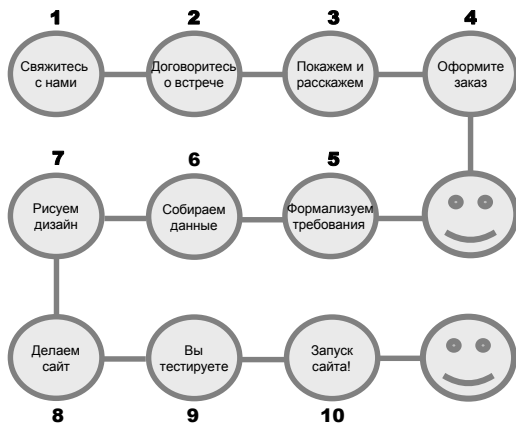 1
2
3
4
Свяжитесь
с нами
Договоритесь
о встрече
Покажем и
расскажем
Оформите
заказ
7
6
5
Рисуем
дизайн
Собираем
данные
Формализуем
требования
Делаем
сайт
Вы
тестируете
Запуск
сайта!
8
9
10